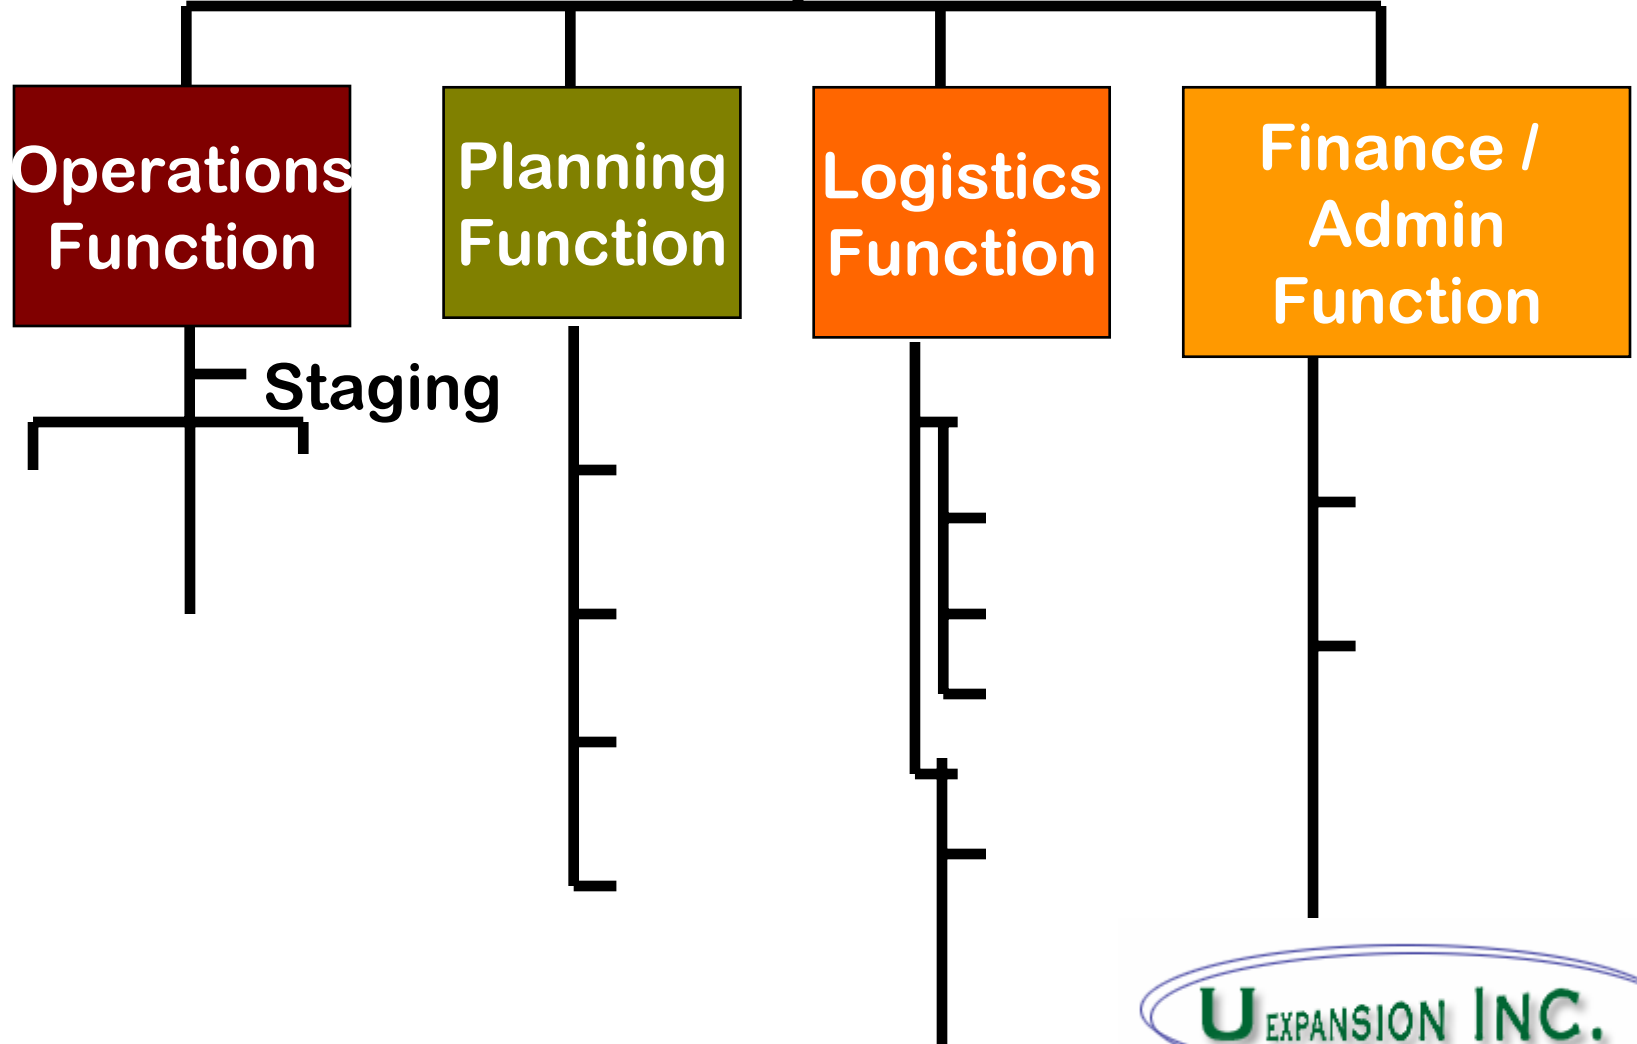 Operations
Function
Planning
Function
Logistics
Function
Finance /
Admin
Function
Staging
U EXPANSION INC.